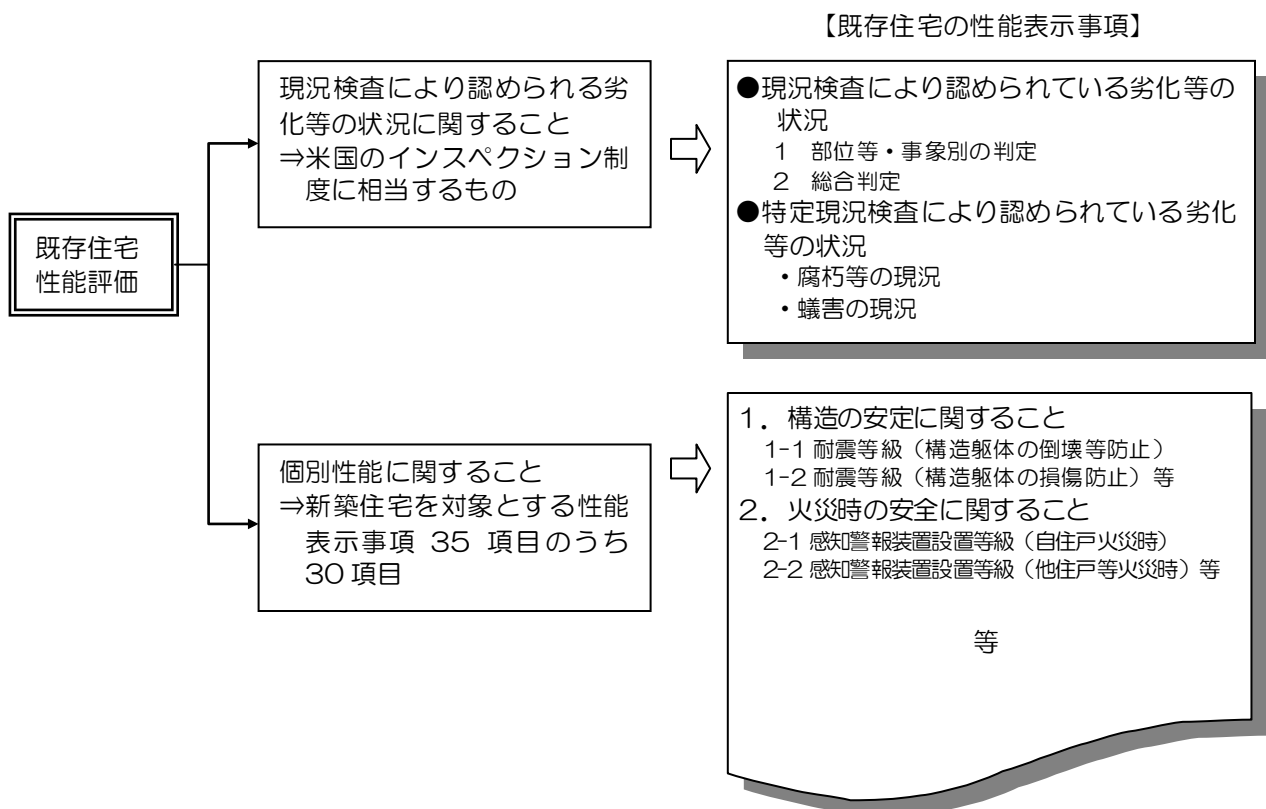 【既存住宅の性能表示事項】
既存住宅
性能評価
現況検査により認められる劣
化等の状況に関すること
⇒米国のインスペクション制
度に相当するもの
●現況検査により認められている劣化等の
状況
1 部位等・事象別の判定
2 総合判定
●特定現況検査により認められている劣化
等の状況
・腐朽等の現況
・蟻害の現況
個別性能に関すること
⇒新築住宅を対象とする性能
表示事項 35 項目のうち
30 項目
1．構造の安定に関すること
1-1 耐震等級（構造躯体の倒壊等防止）
1-2 耐震等級（構造躯体の損傷防止）等
2．火災時の安全に関すること
2-1 感知警報装置設置等級（自住戸火災時）
2-2 感知警報装置設置等級（他住戸等火災時）等
等